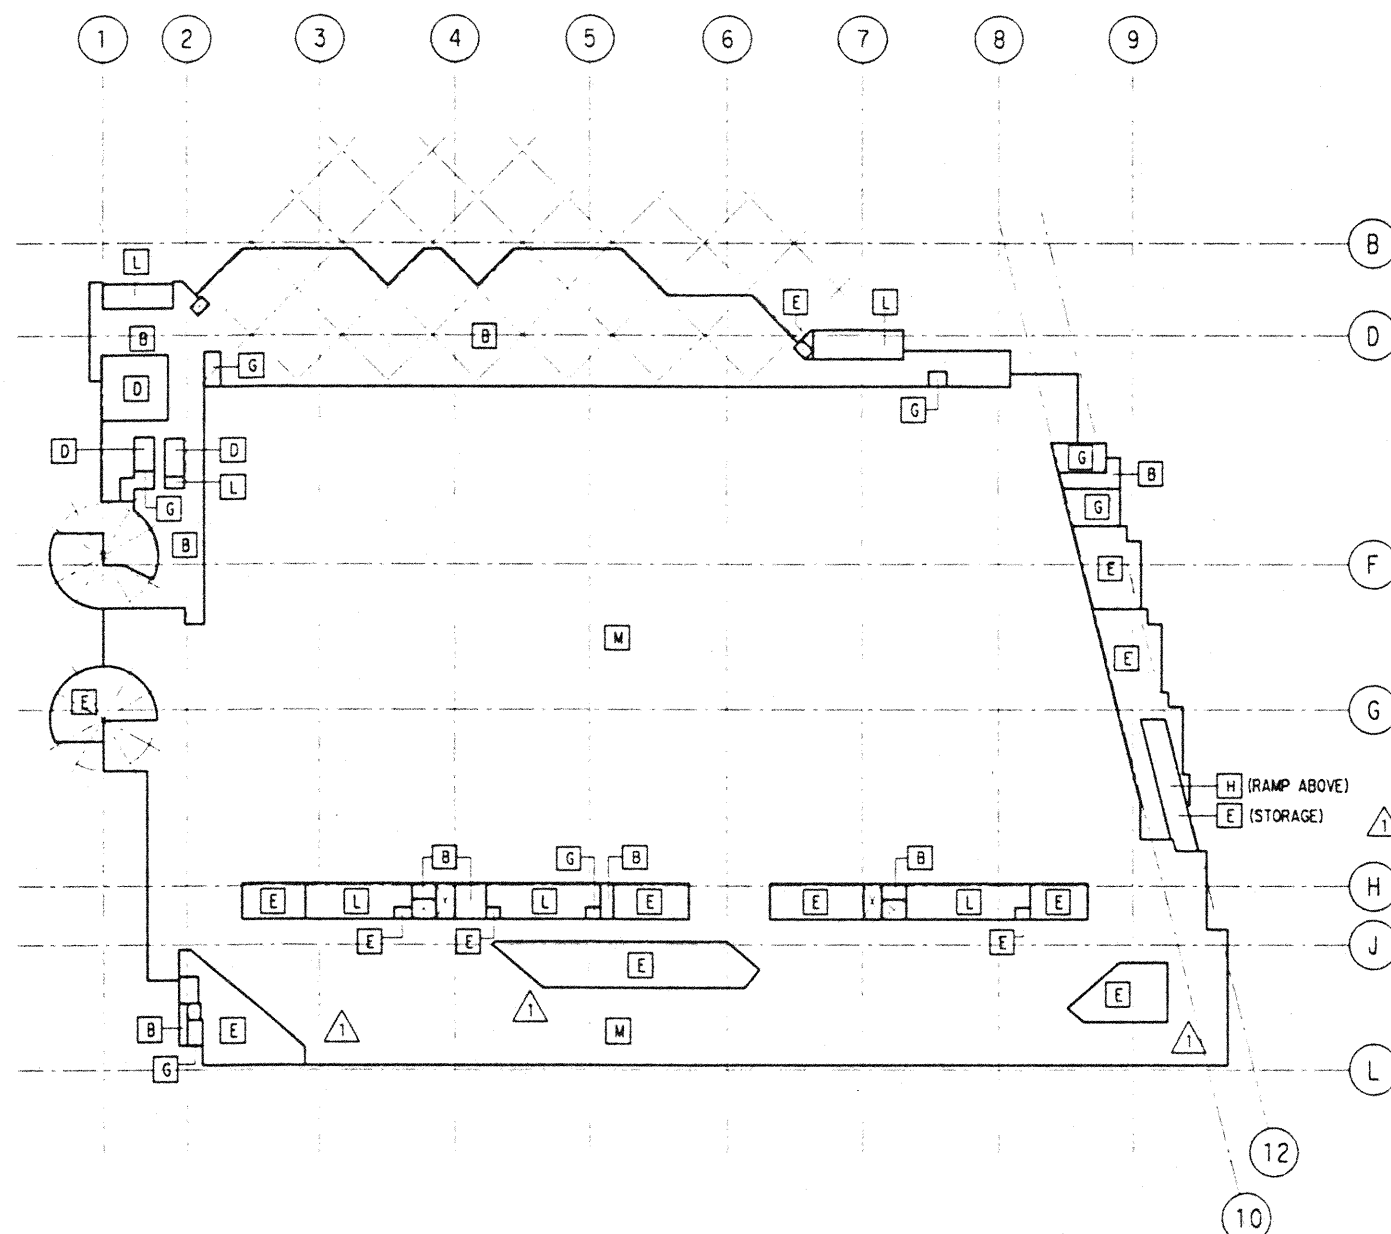 1 2 3 4 5 6 7 8 9
B
L
E L
B B D
G
D
G
D D
G B
L
G G
B
F
E
M
E
E G
H (RAMP ABOVE)
E (STORAGE) 1
B G B B
H
E L x L E E x L E
E E E J
E E
1
B E 1 M 1
G L
12
10